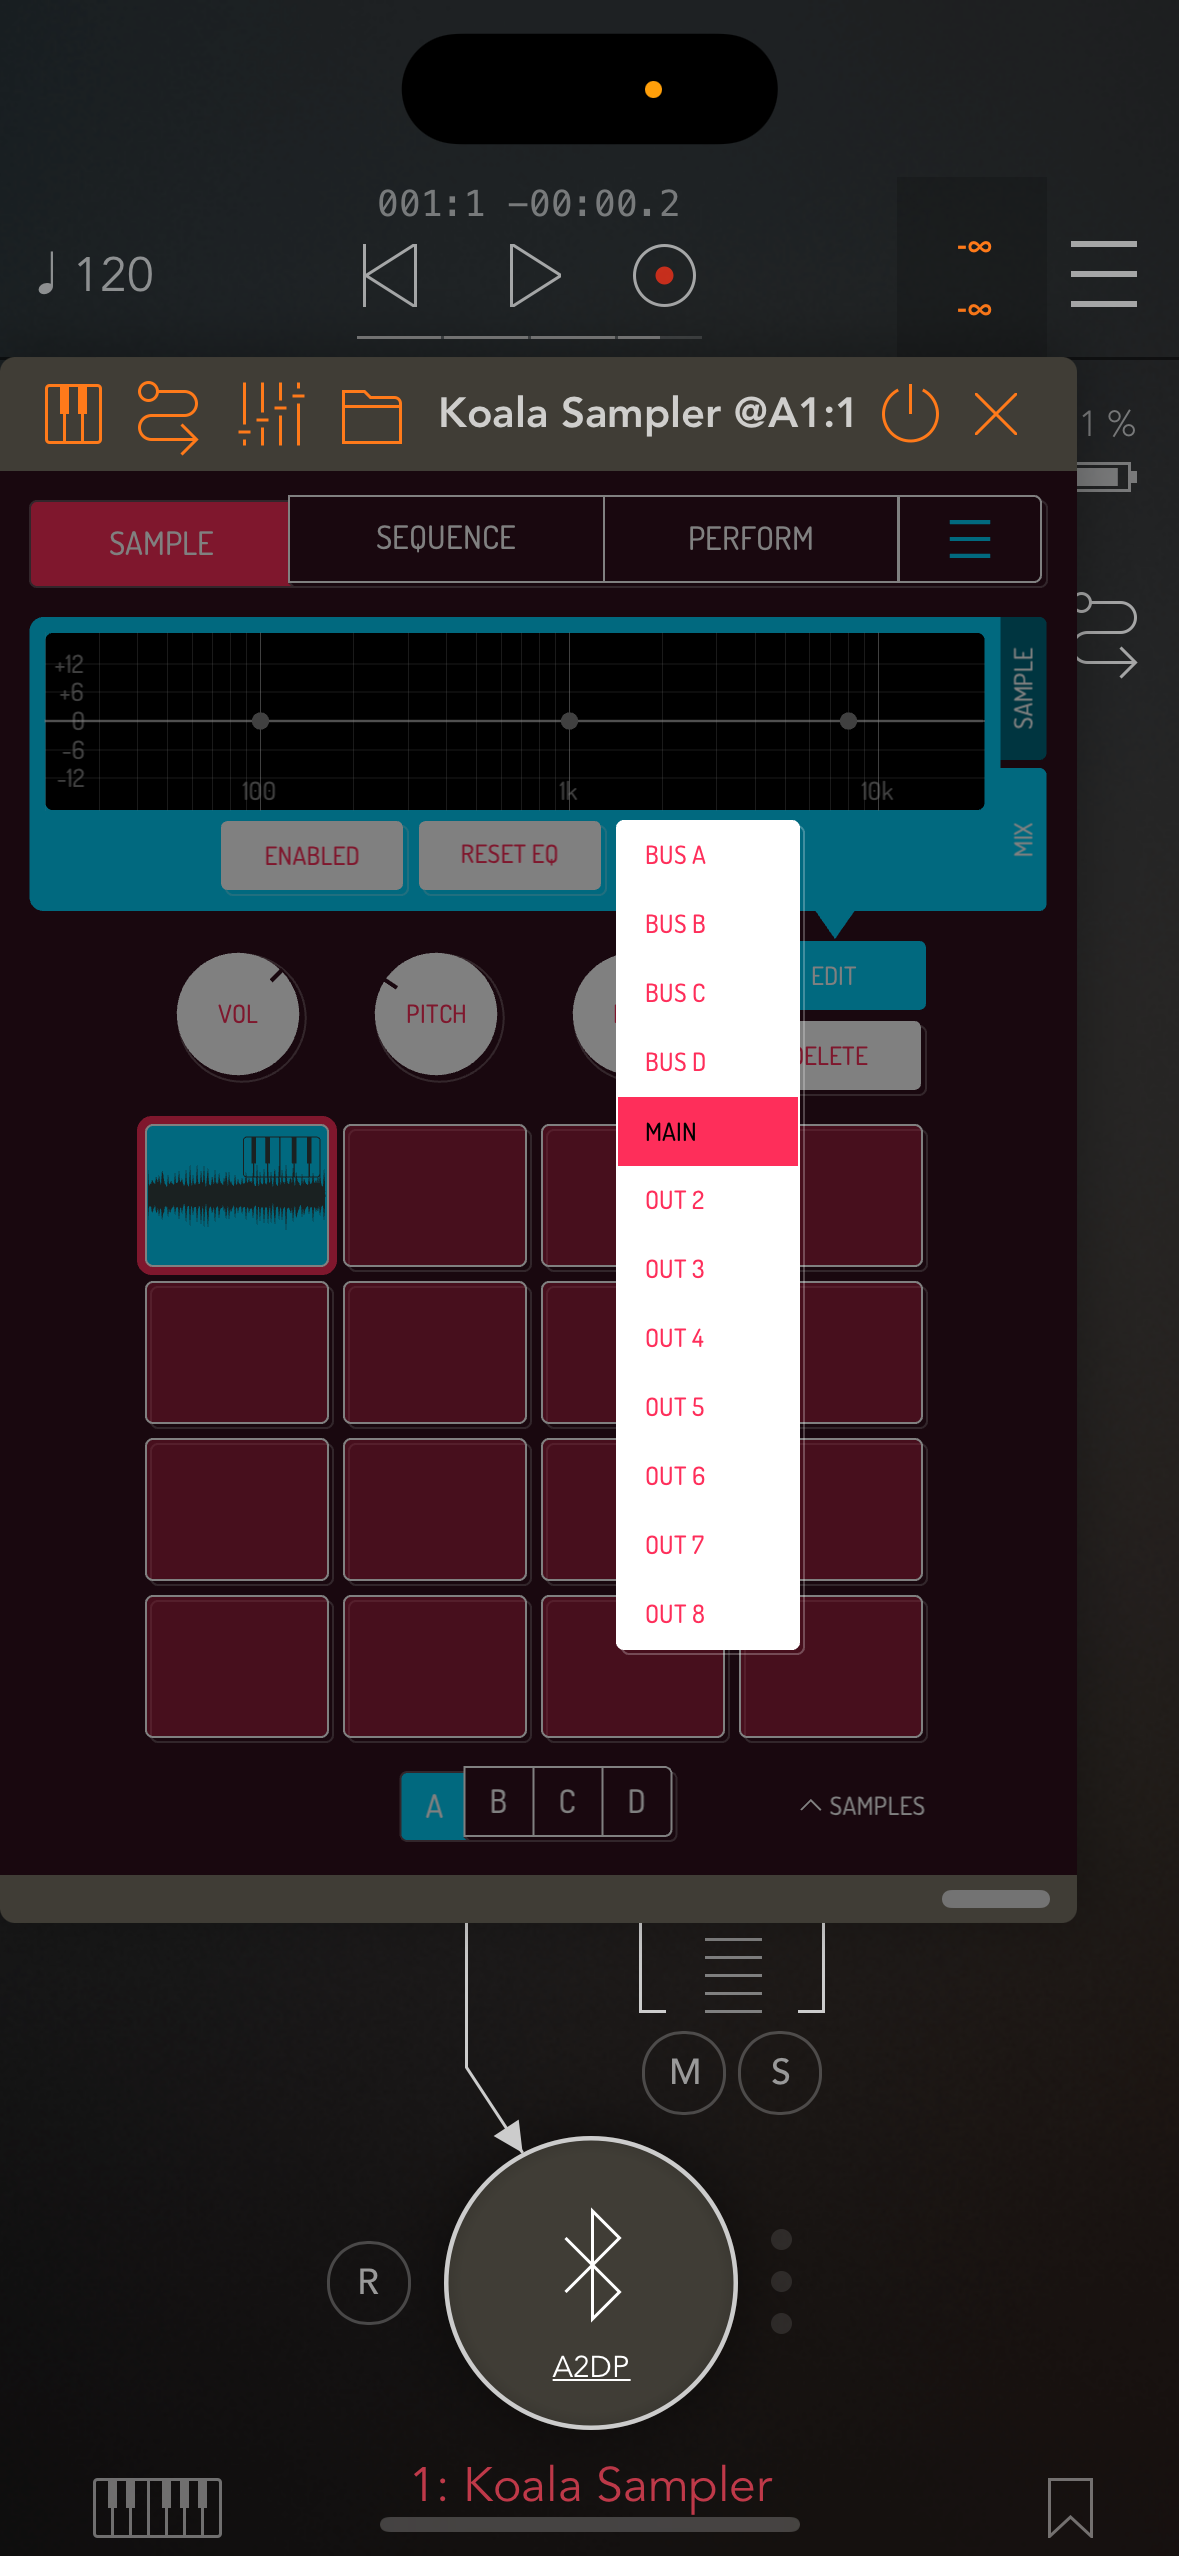 001:1 -00:00.2
120
-∞
-∞
Koala Sampler @A1:1
1 %
SAMPLE
SEQUENCE
PERFORM
+12
+6
0
-6
-12
100
1k
10k
SAMPLE
MIX
ENABLED
RESET EQ
BUS A
BUS B
BUS C
BUS D
MAIN
OUT 2
OUT 3
OUT 4
OUT 5
OUT 6
OUT 7
OUT 8
EDIT
VOL
PITCH
DELETE
A
B
C
D
SAMPLES
M
S
R
A2DP
1: Koala Sampler